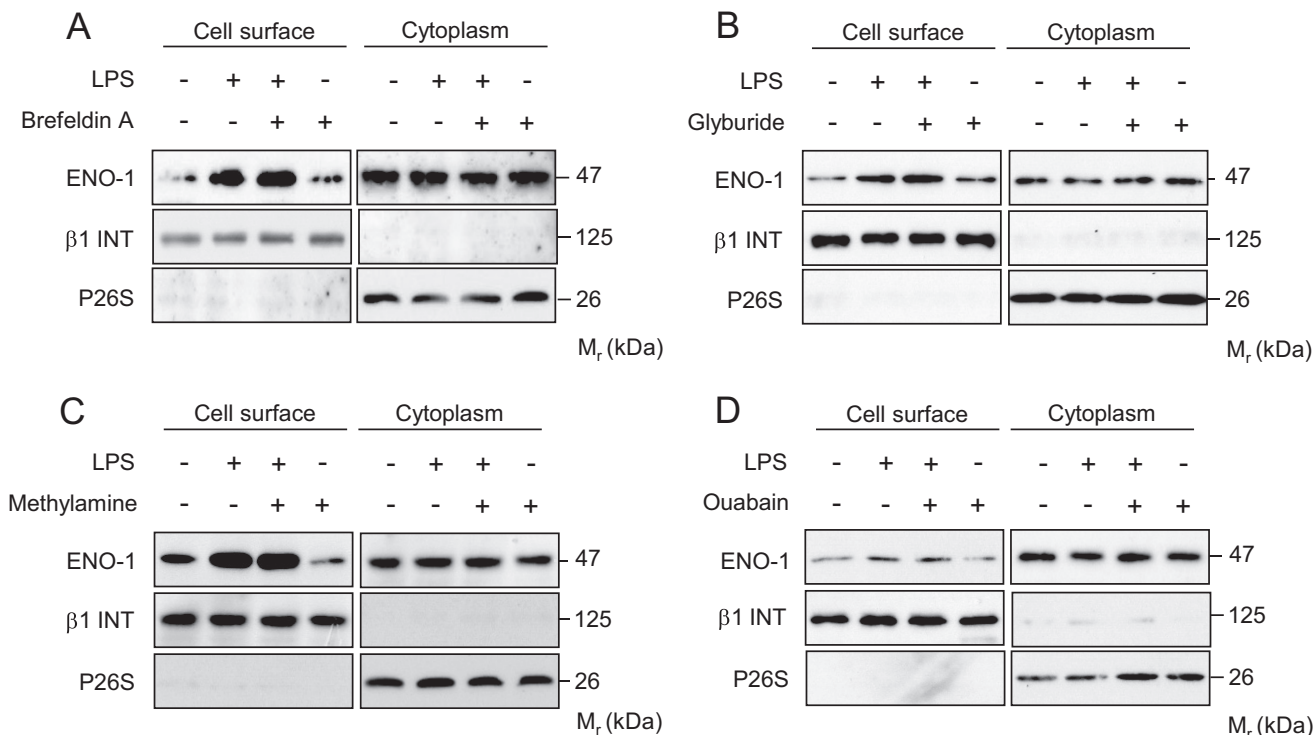 A
Cell surface Cytoplasm
LPS - + + - - + + -
Brefeldin A - - + + - - + +
ENO-1 47
β1 INT 125
P26S 26
Mr (kDa)
B
Cell surface Cytoplasm
LPS - + + - - + + -
Glyburide - - + + - - + +
ENO-1 47
β1 INT 125
P26S 26
Mr (kDa)
C
Cell surface Cytoplasm
LPS - + + - - + + -
Methylamine - - + + - - + +
ENO-1 47
β1 INT 125
P26S 26
Mr (kDa)
D
Cell surface Cytoplasm
LPS - + + - - + + -
Ouabain - - + + - - + +
ENO-1 47
β1 INT 125
P26S 26
Mr (kDa)